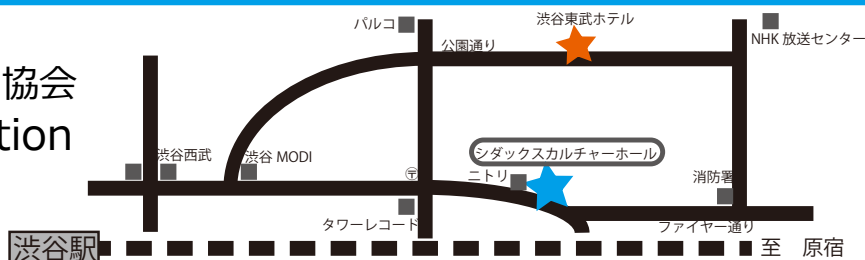 パルコ
渋谷東武ホテル
公園通り
NHK 放送センター
協会
tion
渋谷西武
渋谷 MODI
〒
シダックスカルチャーホール
ニトリ
消防署
タワーレコード
ファイヤー通り
渋谷駅
至 原宿